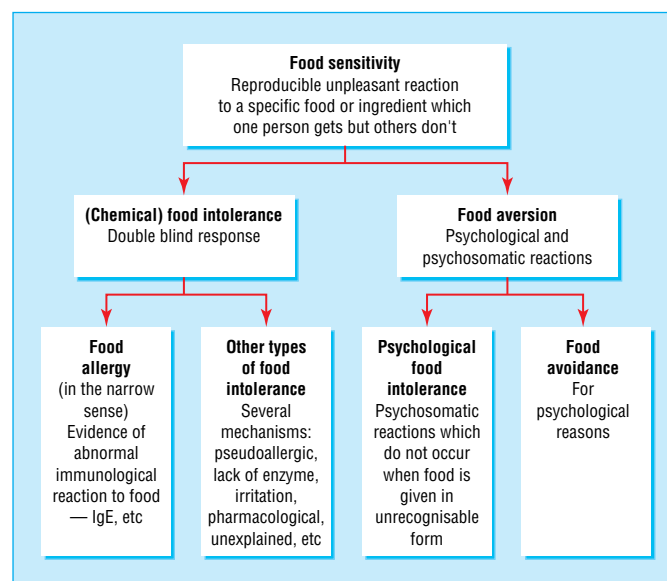 Food sensitivity
Reproducible unpleasant reaction
to a specific food or ingredient which
one person gets but others don't
(Chemical) food intolerance
Double blind response
Food aversion
Psychological and
psychosomatic reactions
Food
allergy
(in the narrow
sense)
Evidence of
abnormal
immunological
reaction to food
— IgE, etc
Other types
of food
intolerance
Several
mechanisms:
pseudoallergic,
lack of enzyme,
irritation,
pharmacological,
unexplained, etc
Psychological
food
intolerance
Psychosomatic
reactions which
do not occur
when food is
given in
unrecognisable
form
Food
avoidance
For
psychological
reasons